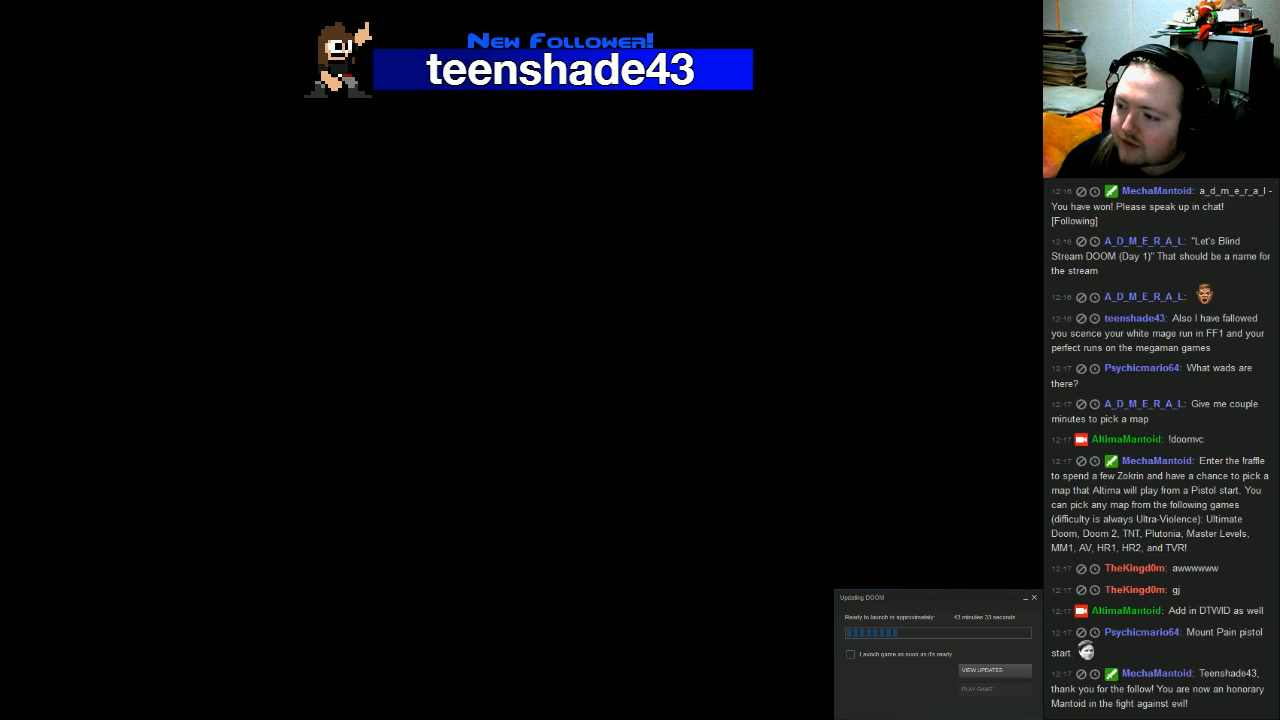 New Follower!
teenshade43
12:16 MechaMantoid: a_d_m_e_r_a_l -
You have won! Please speak up in chat!
[Following]
12:16 A_D_M_E_R_A_L: "Let's Blind
Stream DOOM (Day 1)" That should be a name for
the stream
12:16 A_D_M_E_R_A_L:
12:16 teenshade43: Also I have fallowed
you scence your white mage run in FF1 and your
perfect runs on the megaman games
12:17 Psychicmario64: What wads are
there?
12:17 A_D_M_E_R_A_L: Give me couple
minutes to pick a map
12:17 AltimaMantoid: !doomvc
12:17 MechaMantoid: Enter the !raffle
to spend a few Zokrin and have a chance to pick a
map that Altima will play from a Pistol start. You
can pick any map from the following games
(difficulty is always Ultra-Violence): Ultimate
Doom, Doom 2, TNT, Plutonia, Master Levels,
MM1, AV, HR1, HR2, and TVR!
12:17 TheKingd0m: awwwwww
12:17 TheKingd0m: gj
12:17 AltimaMantoid: Add in DTWID as well
12:17 Psychicmario64: Mount Pain pistol
start
12:17 MechaMantoid: Teenshade43,
thank you for the follow! You are now an honorary
Mantoid in the fight against evil!
Updating DOOM
Ready to launch in approximately: 43 minutes 33 seconds
Launch game as soon as it's ready
VIEW UPDATES
PLAY GAME